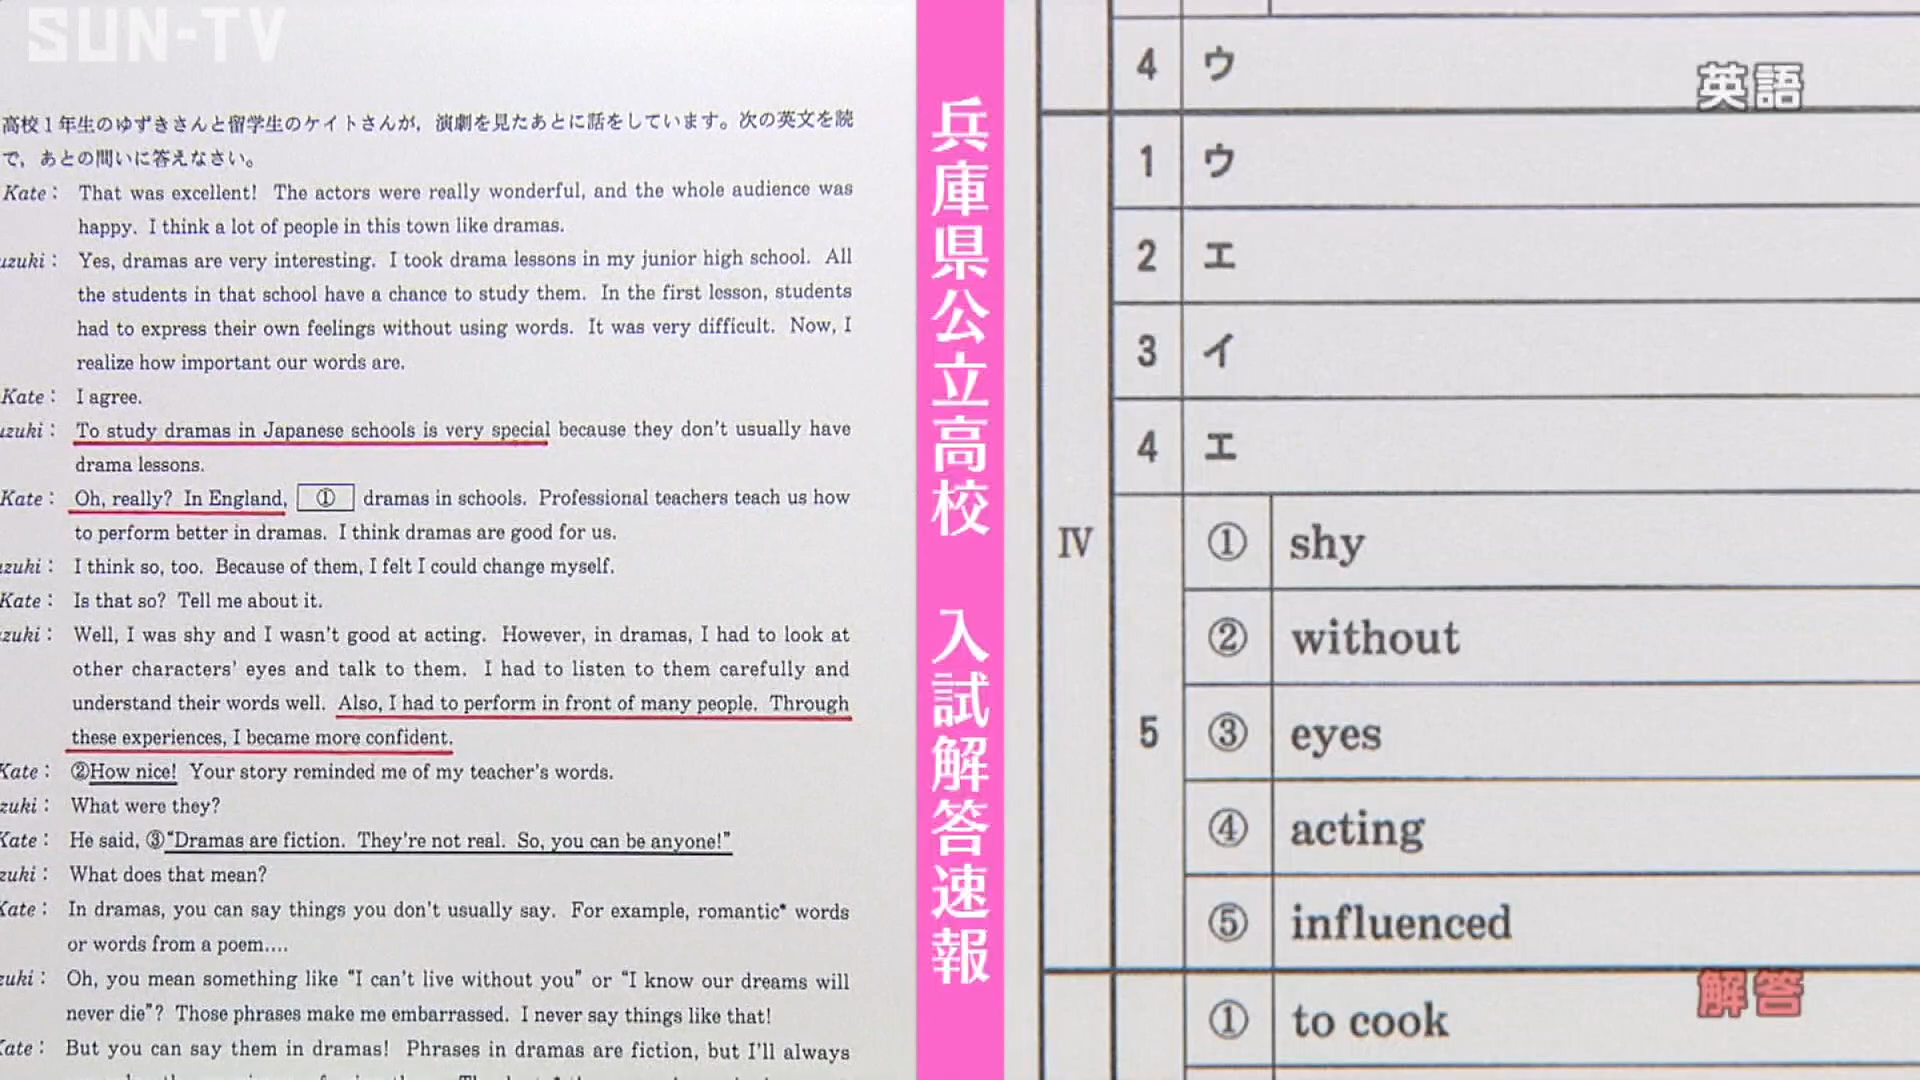 SUN-TV
高校1年生のゆずきさんと留学生のケイトさんが，演劇を見たあとに話をしています。次の英文を読
で，あとの問いに答えなさい。
Kate： That was excellent! The actors were really wonderful, and the whole audience was
happy. I think a lot of people in this town like dramas.
uzuki： Yes, dramas are very interesting. I took drama lessons in my junior high school. All
the students in that school have a chance to study them. In the first lesson, students
had to express their own feelings without using words. It was very difficult. Now, I
realize how important our words are.
Kate： I agree.
uzuki： To study dramas in Japanese schools is very special because they don't usually have
drama lessons.
Kate： Oh, really? In England, ① dramas in schools. Professional teachers teach us how
to perform better in dramas. I think dramas are good for us.
uzuki： I think so, too. Because of them, I felt I could change myself.
Kate： Is that so? Tell me about it.
zuki： Well, I was shy and I wasn't good at acting. However, in dramas, I had to look at
other characters' eyes and talk to them. I had to listen to them carefully and
understand their words well. Also, I had to perform in front of many people. Through
these experiences, I became more confident.
Kate： ②How nice! Your story reminded me of my teacher's words.
zuki： What were they?
Kate： He said, ③“Dramas are fiction. They're not real. So, you can be anyone!”
zuki： What does that mean?
Kate： In dramas, you can say things you don't usually say. For example, romantic* words
or words from a poem....
zuki： Oh, you mean something like “I can't live without you” or “I know our dreams will
never die”? Those phrases make me embarrassed. I never say things like that!
Kate： But you can say them in dramas! Phrases in dramas are fiction, but I'll always
兵庫県公立高校 入試解答速報
英語
4 ウ
Ⅳ
1 ウ
2 エ
3 イ
4 エ
5
① shy
② without
③ eyes
④ acting
⑤ influenced
① to cook
解答